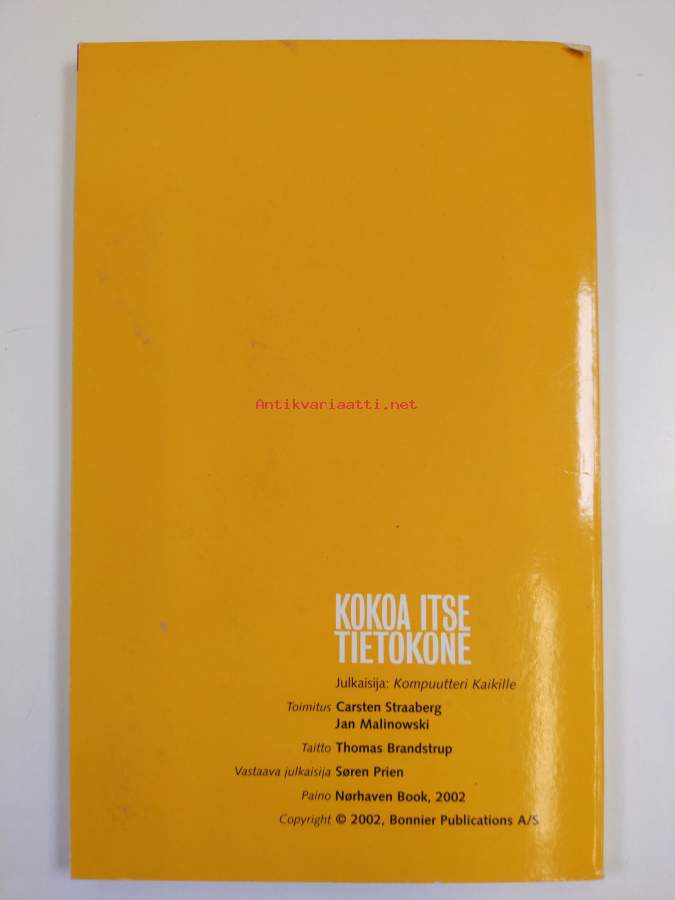 Antikvariaatti.net
KOKOA ITSE
TIETOKONE
Julkaisija: Kompuutteri Kaikille
Toimitus Carsten Straaberg
Jan Malinowski
Taitto Thomas Brandstrup
Vastaava julkaisija Søren Prien
Paino Nørhaven Book, 2002
Copyright © 2002, Bonnier Publications A/S